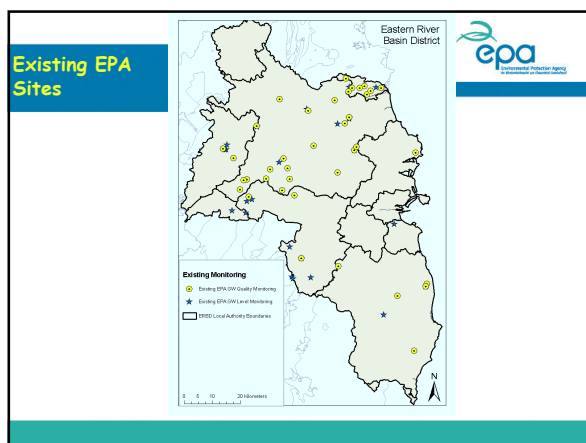 Existing EPA
Sites
Eastern River
Basin District
epa
Environmental Protection Agency
Existing Monitoring
Existing EPA GW Quality Monitoring
Existing EPA GW Level Monitoring
ERBD Local Authority Boundaries
0 5 10 20 Kilometers
N